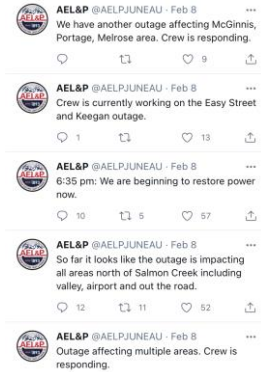 AEL&P @AELPJUNEAU · Feb 8
We have another outage affecting McGinnis,
Portage, Melrose area. Crew is responding.
9
AEL&P @AELPJUNEAU · Feb 8
Crew is currently working on the Easy Street
and Keegan outage.
1 13
AEL&P @AELPJUNEAU · Feb 8
6:35 pm: We are beginning to restore power
now.
10 5 57
AEL&P @AELPJUNEAU · Feb 8
So far it looks like the outage is impacting
all areas north of Salmon Creek including
valley, airport and out the road.
12 11 52
AEL&P @AELPJUNEAU · Feb 8
Outage affecting multiple areas. Crew is
responding.